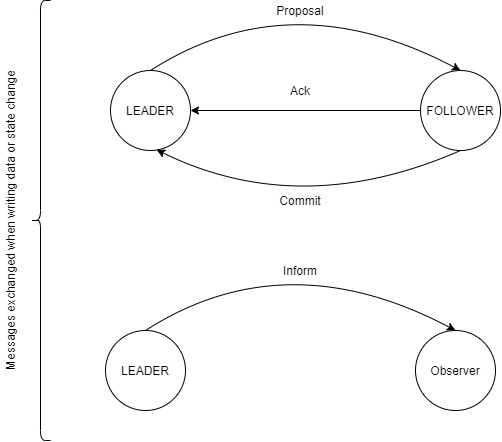 Proposal
LEADER
Ack
FOLLOWER
Commit
Messages exchanged when writing data or state change
Inform
LEADER
Observer